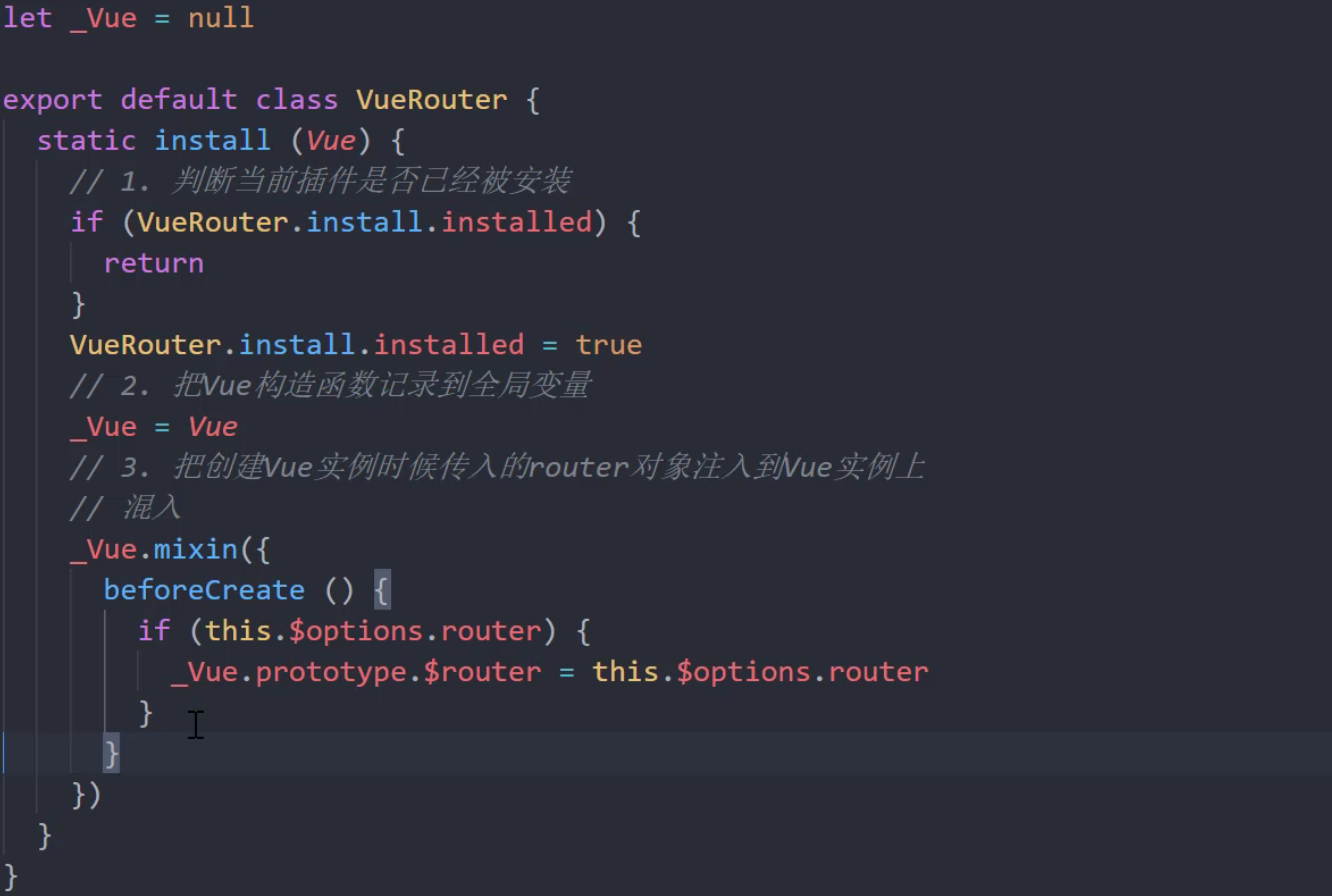 let _Vue = null
export default class VueRouter {
static install (Vue) {
// 1. 判断当前插件是否已经被安装
if (VueRouter.install.installed) {
return
}
VueRouter.install.installed = true
// 2. 把Vue构造函数记录到全局变量
_Vue = Vue
// 3. 把创建Vue实例时候传入的router对象注入到Vue实例上
// 混入
_Vue.mixin({
beforeCreate () {
if (this.$options.router) {
_Vue.prototype.$router = this.$options.router
}
}
})
}
}